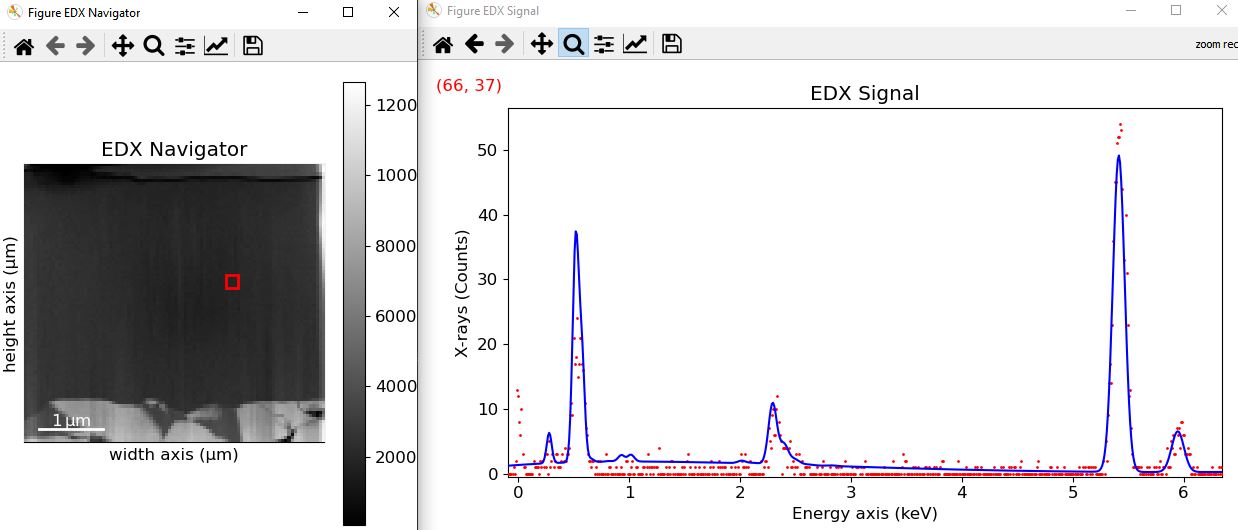 Figure EDX Navigator
EDX Navigator
1200
1000
8000
6000
4000
2000
height axis (µm)
1 µm
width axis (µm)
Figure EDX Signal
zoom rec
(66, 37)
EDX Signal
50
40
30
20
10
0
X-rays (Counts)
0 1 2 3 4 5 6
Energy axis (keV)